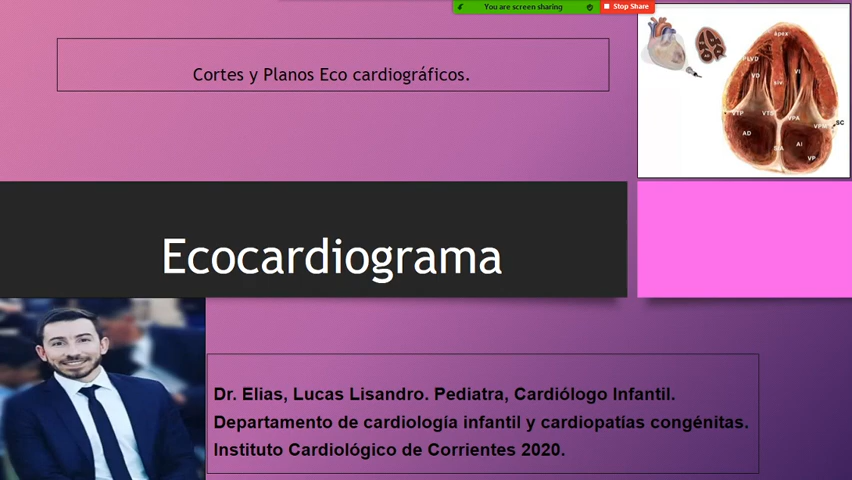 You are screen sharing
Stop Share
Cortes y Planos Eco cardiográficos.
apex
VD
VI
siv
VTP
VTS
VPA
SC
AD
AI
SIA
VP
Ecocardiograma
Dr. Elias, Lucas Lisandro. Pediatra, Cardiólogo Infantil.
Departamento de cardiología infantil y cardiopatías congénitas.
Instituto Cardiológico de Corrientes 2020.